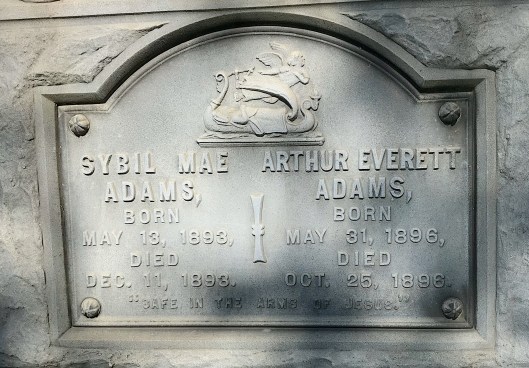 SYBIL MAE
ADAMS,
BORN
MAY 13, 1893,
DIED
DEC. 11, 1893.
ARTHUR EVERETT
ADAMS,
BORN
MAY 31, 1896,
DIED
OCT. 25, 1896.
"SAFE IN THE ARMS OF JESUS."